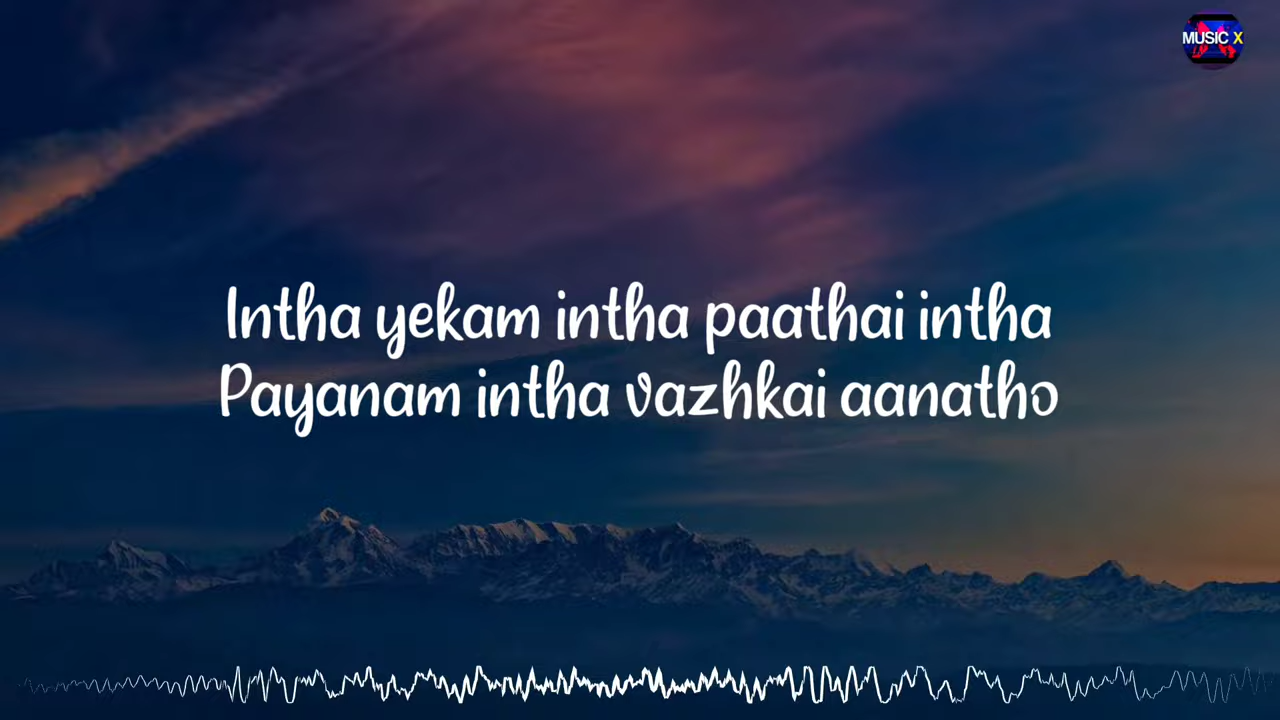 MUSIC X
Intha yekam intha paathai intha
Payanam intha vazhkai aanatho